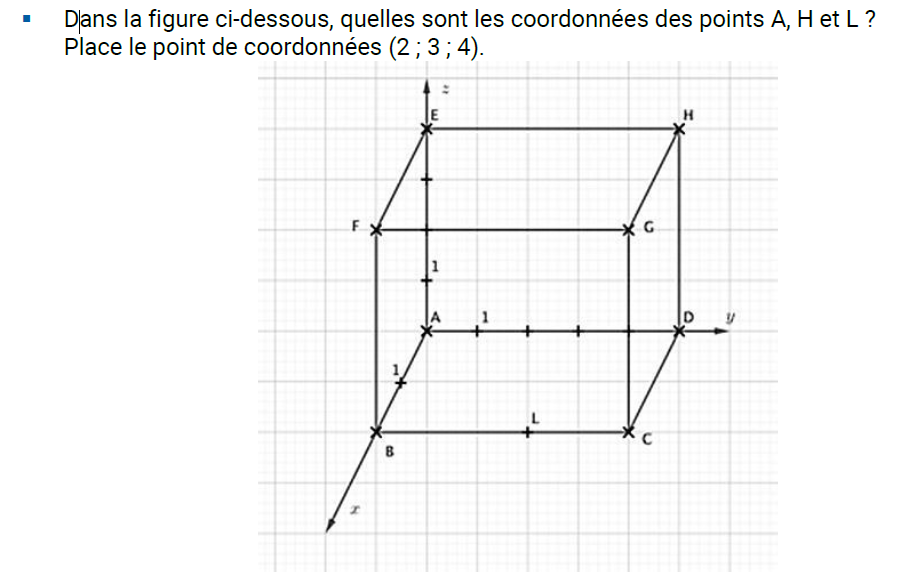 Dans la figure ci-dessous, quelles sont les coordonnées des points A, H et L ?
Place le point de coordonnées (2 ; 3 ; 4).
z
E
H
F
G
1
A
1
D
y
1
L
B
C
x